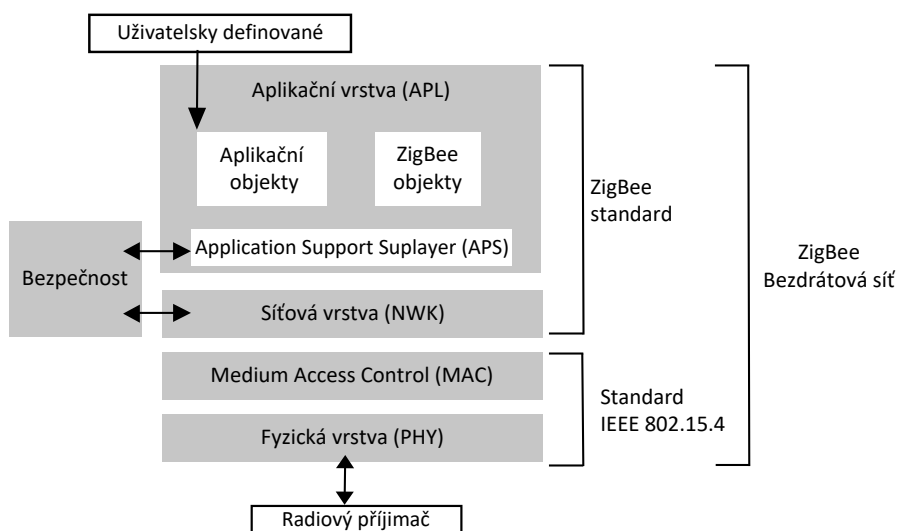 Uživatelsky definované
Aplikační vrstva (APL)
Aplikační
objekty
ZigBee
objekty
Application Support Suplayer (APS)
Bezpečnost
Síťová vrstva (NWK)
Medium Access Control (MAC)
Fyzická vrstva (PHY)
Radiový příjimač
ZigBee
standard
Standard
IEEE 802.15.4
ZigBee
Bezdrátová síť